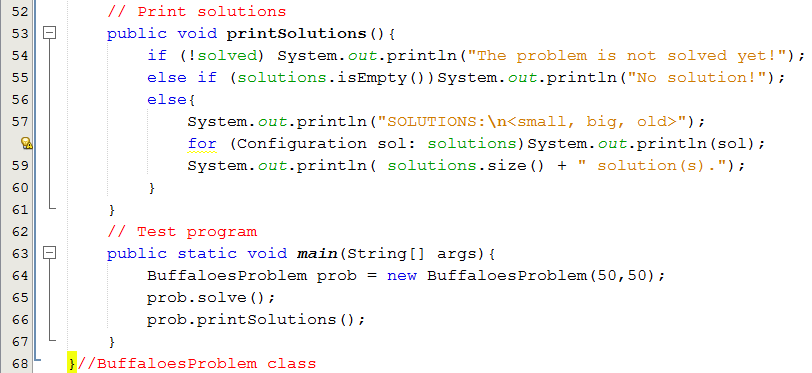 52 // Print solutions
53 public void printSolutions(){
54 if (!solved) System.out.println("The problem is not solved yet!");
55 else if (solutions.isEmpty())System.out.println("No solution!");
56 else{
57 System.out.println("SOLUTIONS:\n<small, big, old>");
for (Configuration sol: solutions)System.out.println(sol);
59 System.out.println( solutions.size() + " solution(s).");
60 }
61 }
62 // Test program
63 public static void main(String[] args){
64 BuffaloesProblem prob = new BuffaloesProblem(50,50);
65 prob.solve();
66 prob.printSolutions();
67 }
68 }//BuffaloesProblem class